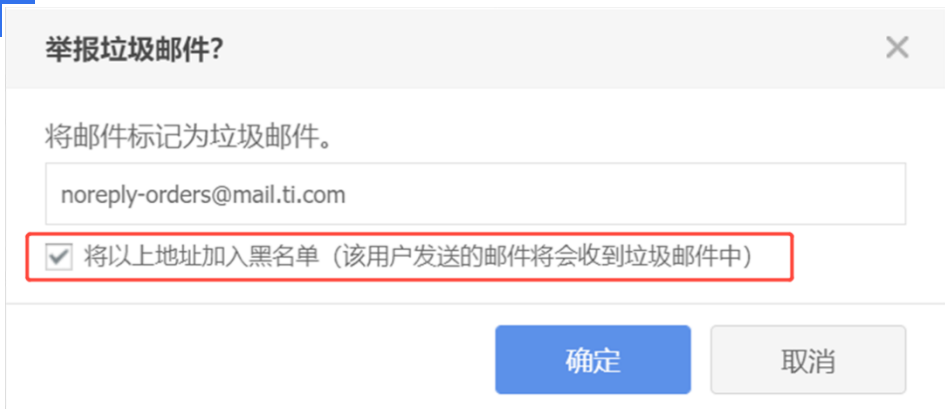 举报垃圾邮件?
将邮件标记为垃圾邮件。
noreply-orders@mail.ti.com
将以上地址加入黑名单（该用户发送的邮件将会收到垃圾邮件中）
确定
取消